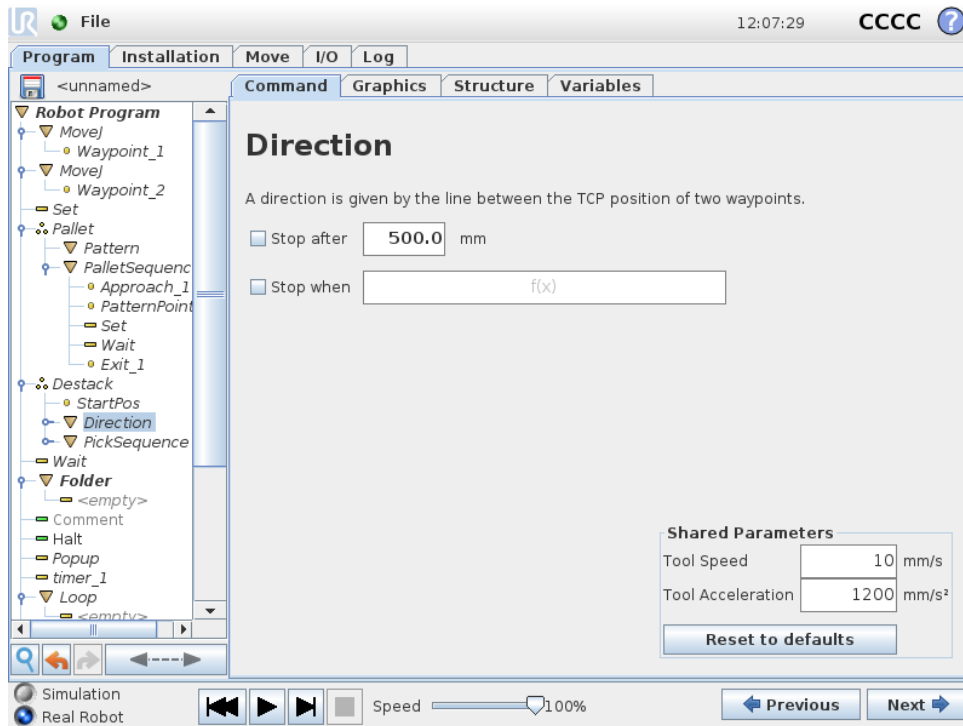 UR File 12:07:29 CCCC ?
Program Installation Move I/O Log
<unnamed> Command Graphics Structure Variables
Robot Program
MoveJ
Waypoint_1
MoveJ
Waypoint_2
Set
Pallet
Pattern
PalletSequenc
Approach_1
PatternPoint
Set
Wait
Exit_1
Destack
StartPos
Direction
PickSequence
Wait
Folder
<empty>
Comment
Halt
Popup
timer_1
Loop
<empty>
Direction
A direction is given by the line between the TCP position of two waypoints.
Stop after 500.0 mm
Stop when f(x)
Shared Parameters
Tool Speed 10 mm/s
Tool Acceleration 1200 mm/s²
Reset to defaults
Simulation
Real Robot
Speed 100%
Previous Next